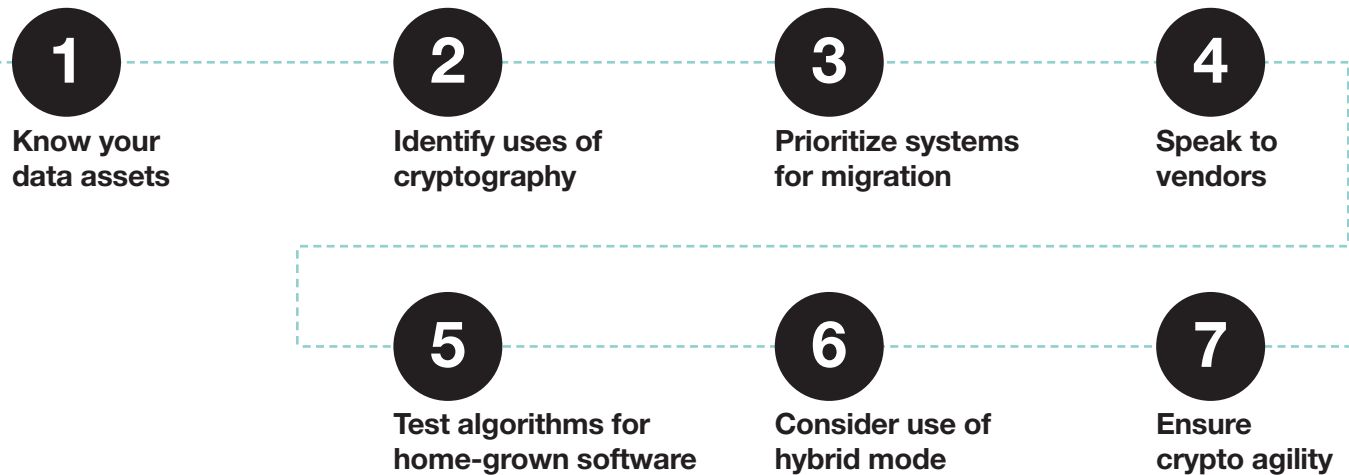 1
Know your
data assets
2
Identify uses of
cryptography
3
Prioritize systems
for migration
4
Speak to
vendors
5
Test algorithms for
home-grown software
6
Consider use of
hybrid mode
7
Ensure
crypto agility